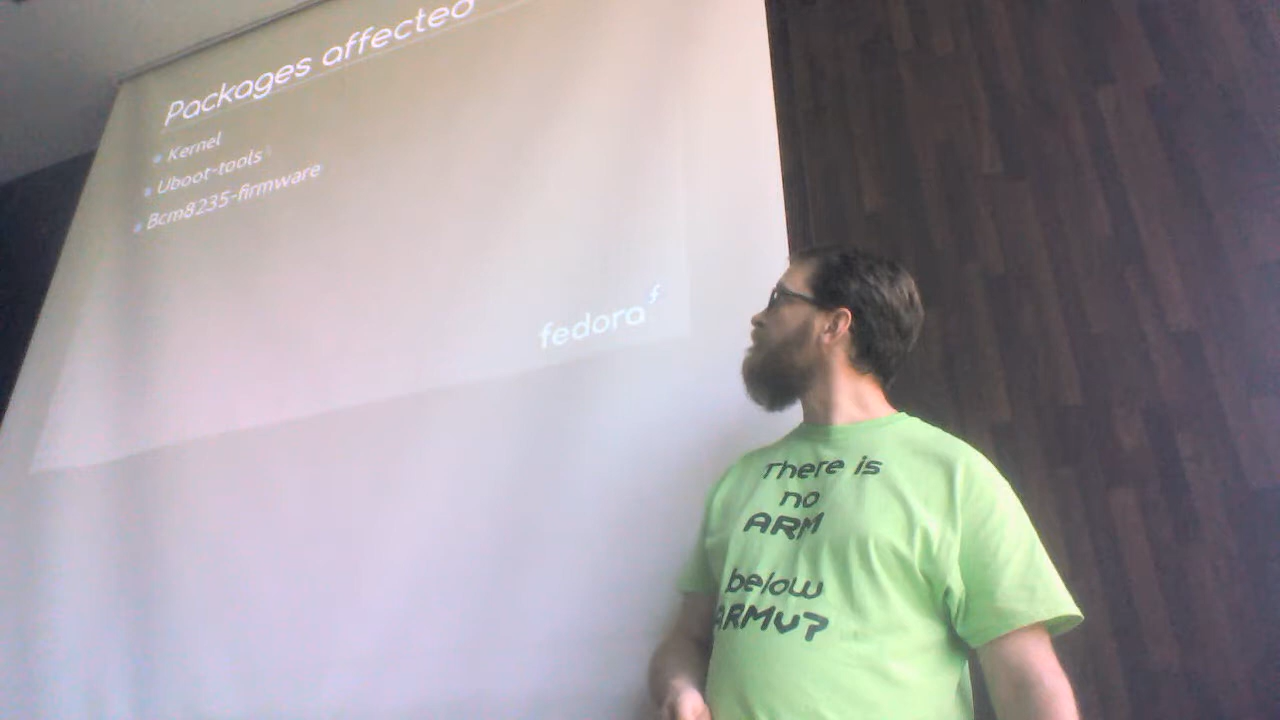 Packages affected
Kernel
Uboot-tools
Bcm8235-firmware
fedora
There is
no
ARM
below
ARMv7